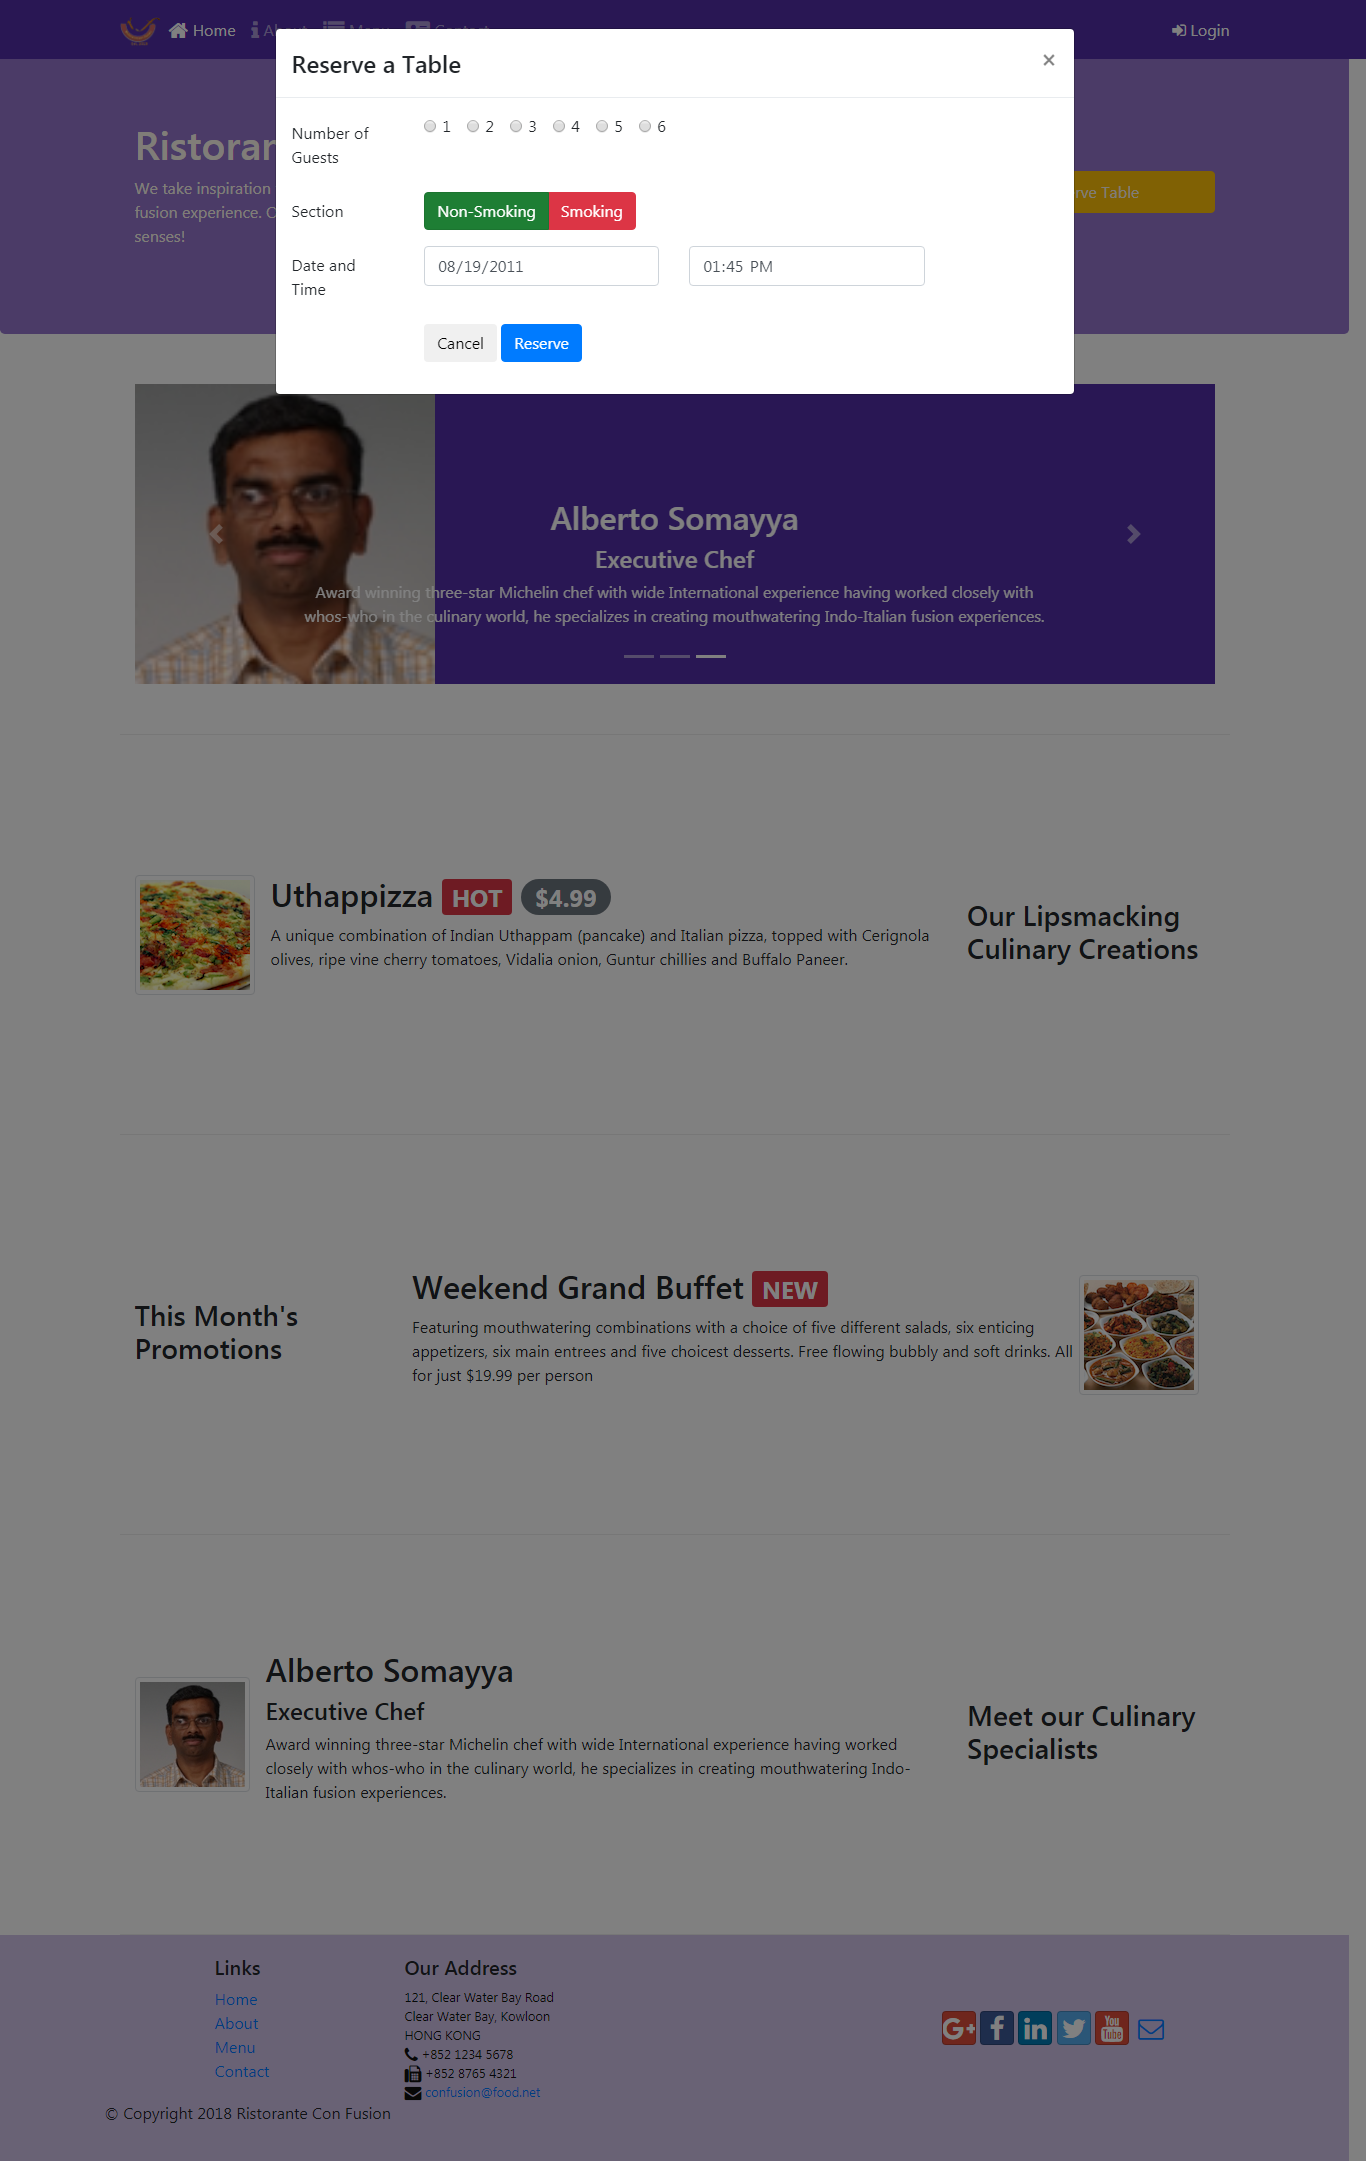 Home
Login
Reserve a Table
×
Number of
Guests
1 2 3 4 5 6
Section
Non-Smoking Smoking
Date and
Time
08/19/2011
01:45 PM
Cancel Reserve
We take inspiration
fusion experience.
senses!
Table
Alberto Somayya
Executive Chef
Award winning three-star Michelin chef with wide International experience having worked closely with
whos-who in the culinary world, he specializes in creating mouthwatering Indo-Italian fusion experiences.
Uthappizza HOT $4.99
A unique combination of Indian Uthappam (pancake) and Italian pizza, topped with Cerignola
olives, ripe vine cherry tomatoes, Vidalia onion, Guntur chillies and Buffalo Paneer.
Our Lipsmacking
Culinary Creations
This Month's
Promotions
Weekend Grand Buffet NEW
Featuring mouthwatering combinations with a choice of five different salads, six enticing
appetizers, six main entrees and five choicest desserts. Free flowing bubbly and soft drinks. All
for just $19.99 per person
Alberto Somayya
Executive Chef
Award winning three-star Michelin chef with wide International experience having worked
closely with whos-who in the culinary world, he specializes in creating mouthwatering Indo-
Italian fusion experiences.
Meet our Culinary
Specialists
Links
Home
About
Menu
Contact
Our Address
121, Clear Water Bay Road
Clear Water Bay, Kowloon
HONG KONG
+852 1234 5678
+852 8765 4321
confusion@food.net
G+ f in You Tube
© Copyright 2018 Ristorante Con Fusion